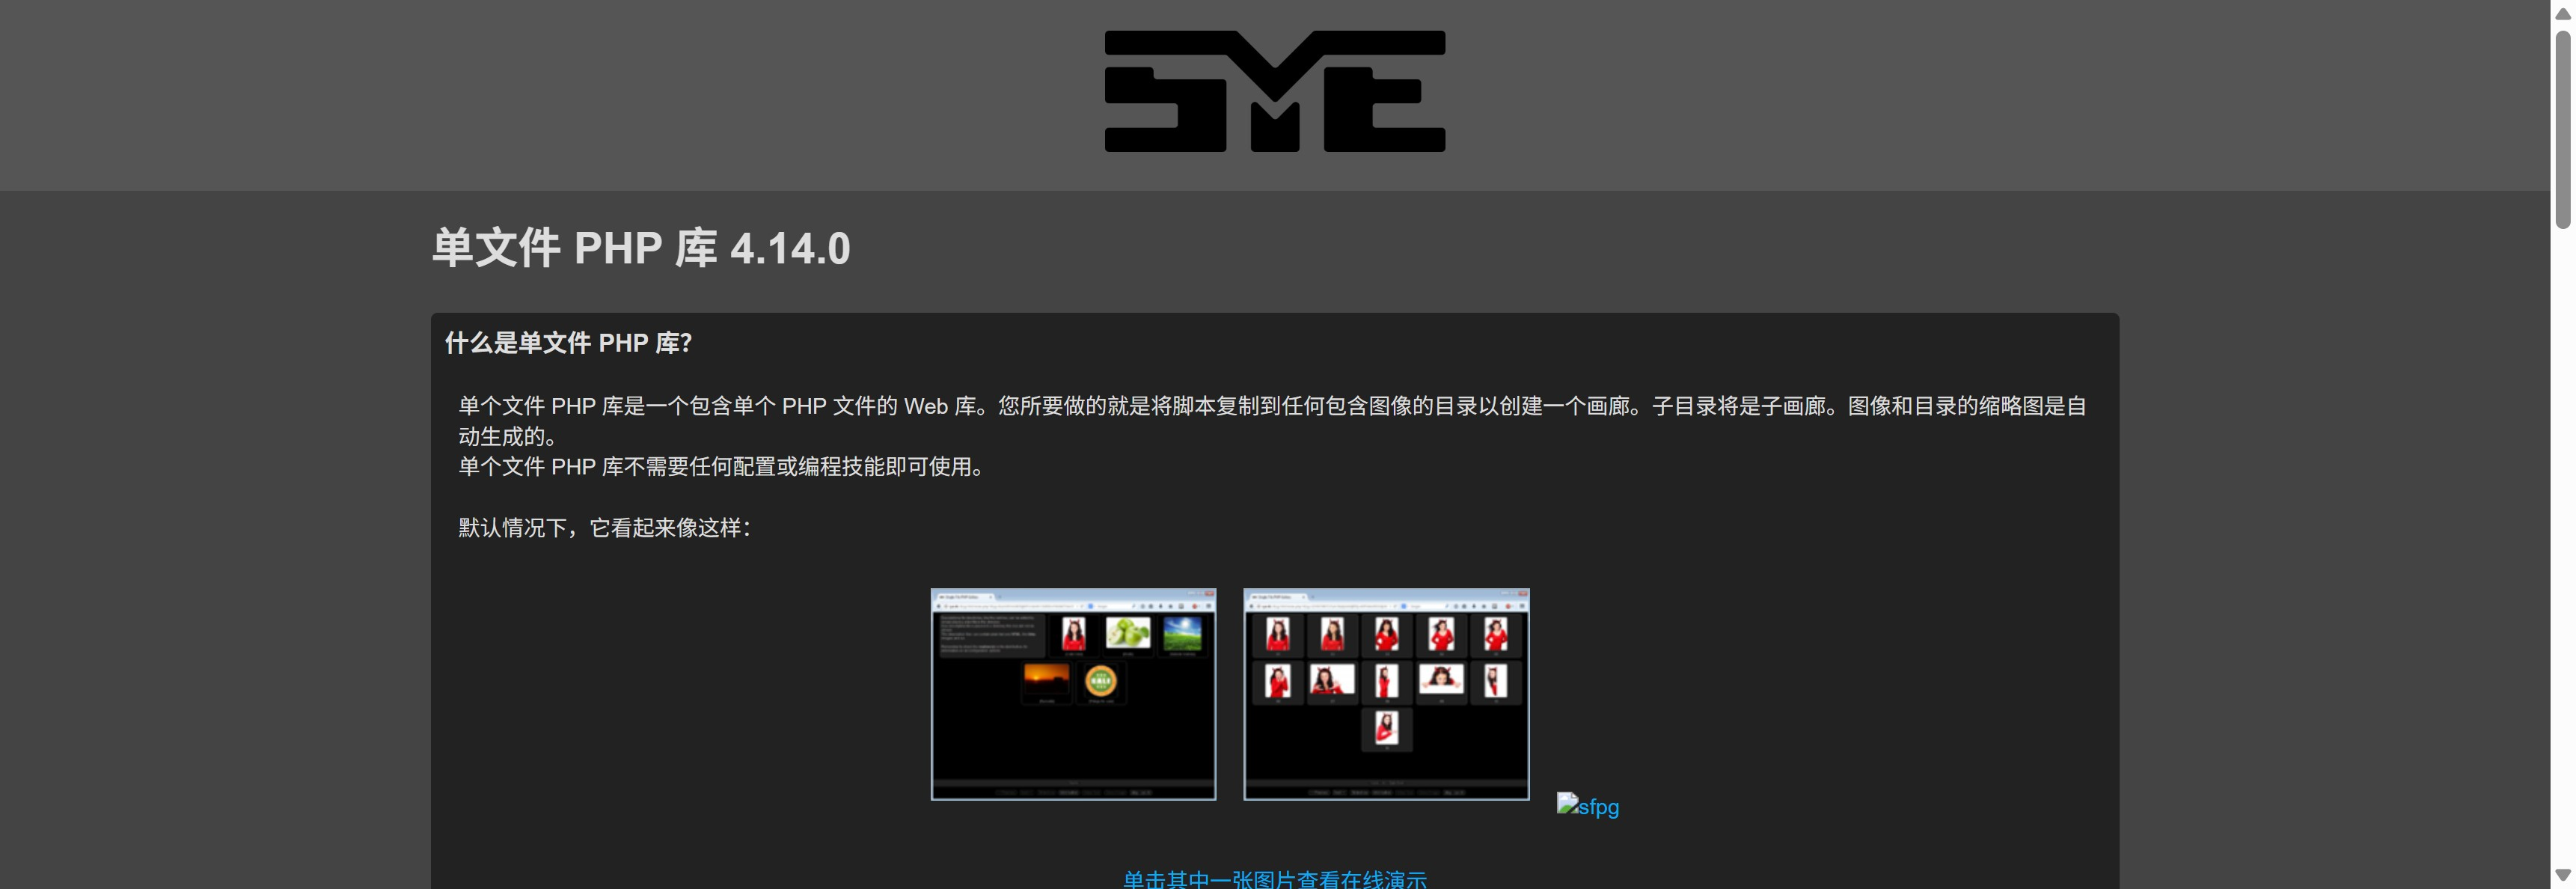 SME
单文件 PHP 库 4.14.0
什么是单文件 PHP 库?
单个文件 PHP 库是一个包含单个 PHP 文件的 Web 库。您所要做的就是将脚本复制到任何包含图像的目录以创建一个画廊。子目录将是子画廊。图像和目录的缩略图是自
动生成的。
单个文件 PHP 库不需要任何配置或编程技能即可使用。
默认情况下，它看起来像这样：
sfpg
单击其中一张图片查看在线演示